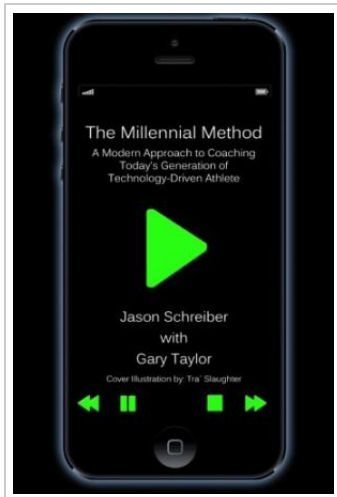 The Millennial Method
A Modern Approach to Coaching
Today's Generation of
Technology-Driven Athlete
Jason Schreiber
with
Gary Taylor
Cover Illustration by: Tra` Slaughter